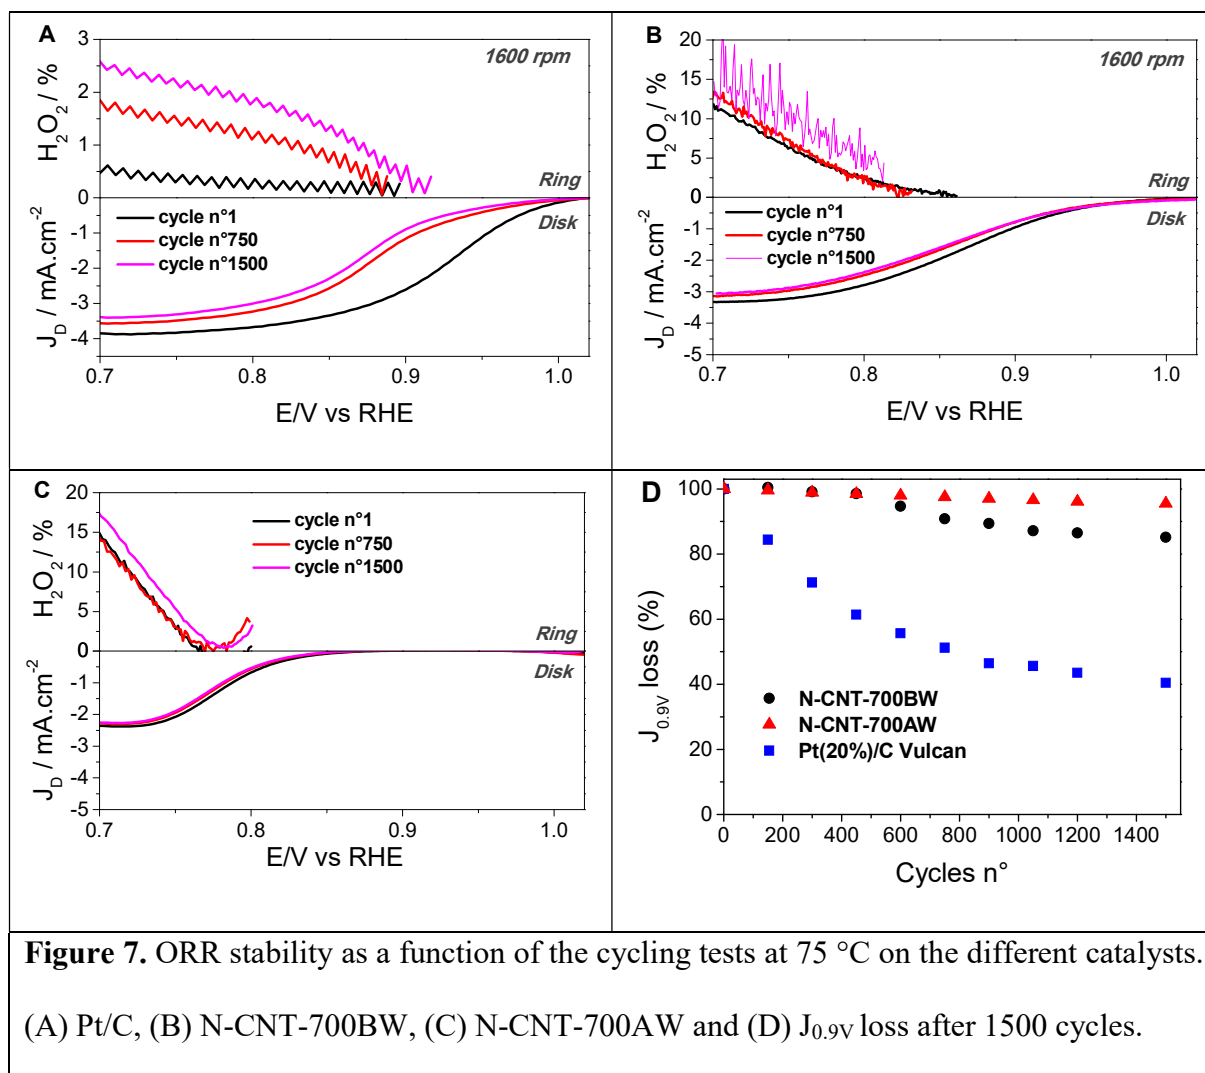 A
1600 rpm
H2O2 / %
3
2
1
0
Ring
Disk
cycle n°1
cycle n°750
cycle n°1500
JD / mA.cm-2
-1
-2
-3
-4
0.7
0.8
0.9
1.0
E/V vs RHE
B
1600 rpm
H2O2 / %
20
15
10
5
0
Ring
Disk
cycle n°1
cycle n°750
cycle n°1500
JD / mA.cm-2
-1
-2
-3
-4
-5
0.7
0.8
0.9
1.0
E/V vs RHE
C
H2O2 / %
20
15
10
5
0
cycle n°1
cycle n°750
cycle n°1500
Ring
Disk
JD / mA.cm-2
-1
-2
-3
-4
-5
0.7
0.8
0.9
1.0
E/V vs RHE
D
J0.9V loss (%)
100
80
60
40
20
0
N-CNT-700BW
N-CNT-700AW
Pt(20%)/C Vulcan
0 200 400 600 800 1000 1200 1400
Cycles n°
Figure 7. ORR stability as a function of the cycling tests at 75 °C on the different catalysts.
(A) Pt/C, (B) N-CNT-700BW, (C) N-CNT-700AW and (D) J0.9V loss after 1500 cycles.